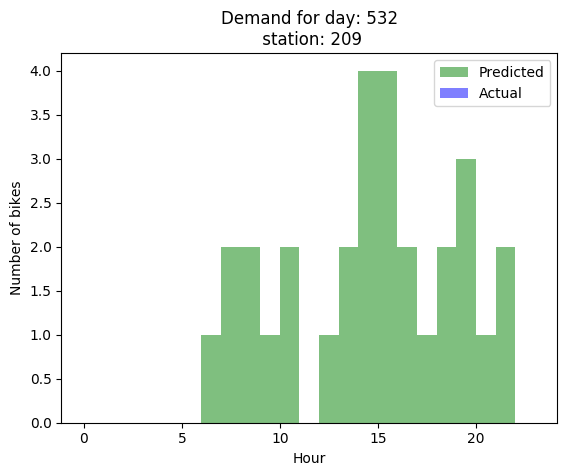 Demand for day: 532
station: 209
Predicted
Actual
4.0
3.5
3.0
2.5
2.0
1.5
1.0
0.5
0.0
Number of bikes
0 5 10 15 20
Hour